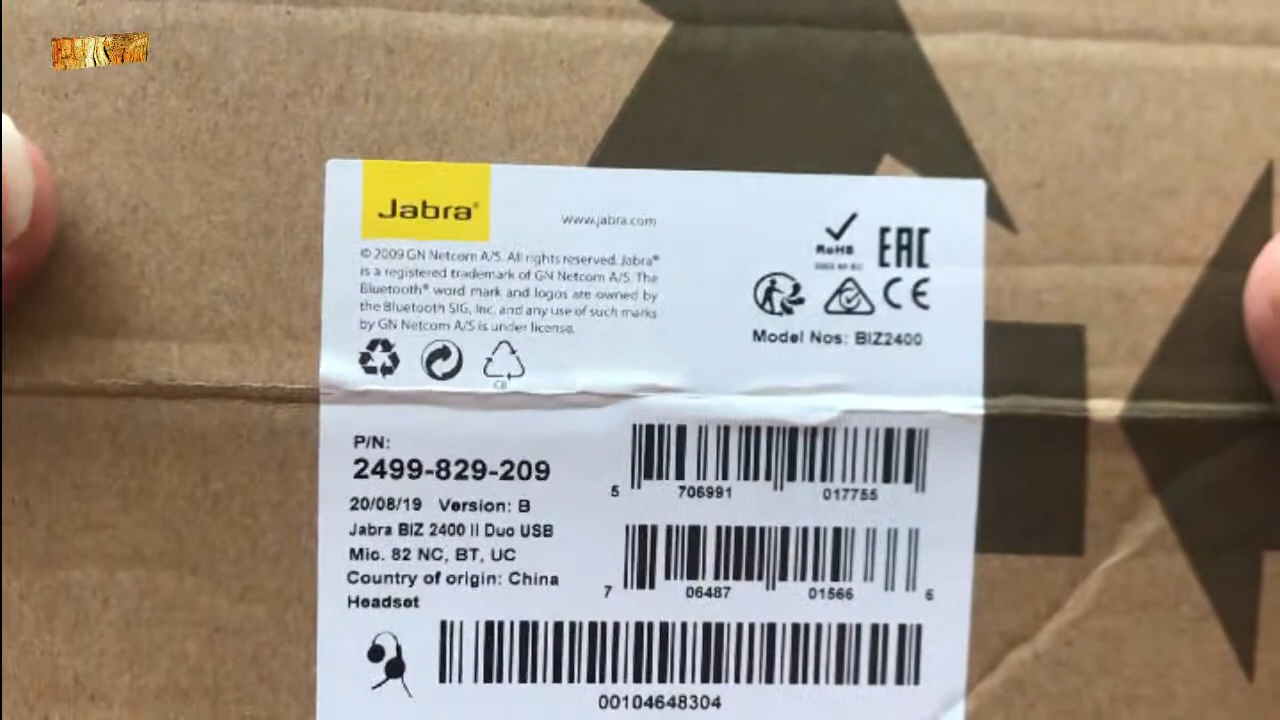 Jabra®
www.jabra.com
© 2009 GN Netcom A/S. All rights reserved. Jabra®
is a registered trademark of GN Netcom A/S. The
Bluetooth® word mark and logos are owned by
the Bluetooth SIG, Inc. and any use of such marks
by GN Netcom A/S is under license.
RoHS
EAC
CE
Model Nos: BIZ2400
P/N:
2499-829-209
20/08/19 Version: B
Jabra BIZ 2400 II Duo USB
Mic. 82 NC, BT, UC
Country of origin: China
Headset
5 706991 017755
7 06487 01566 6
00104648304